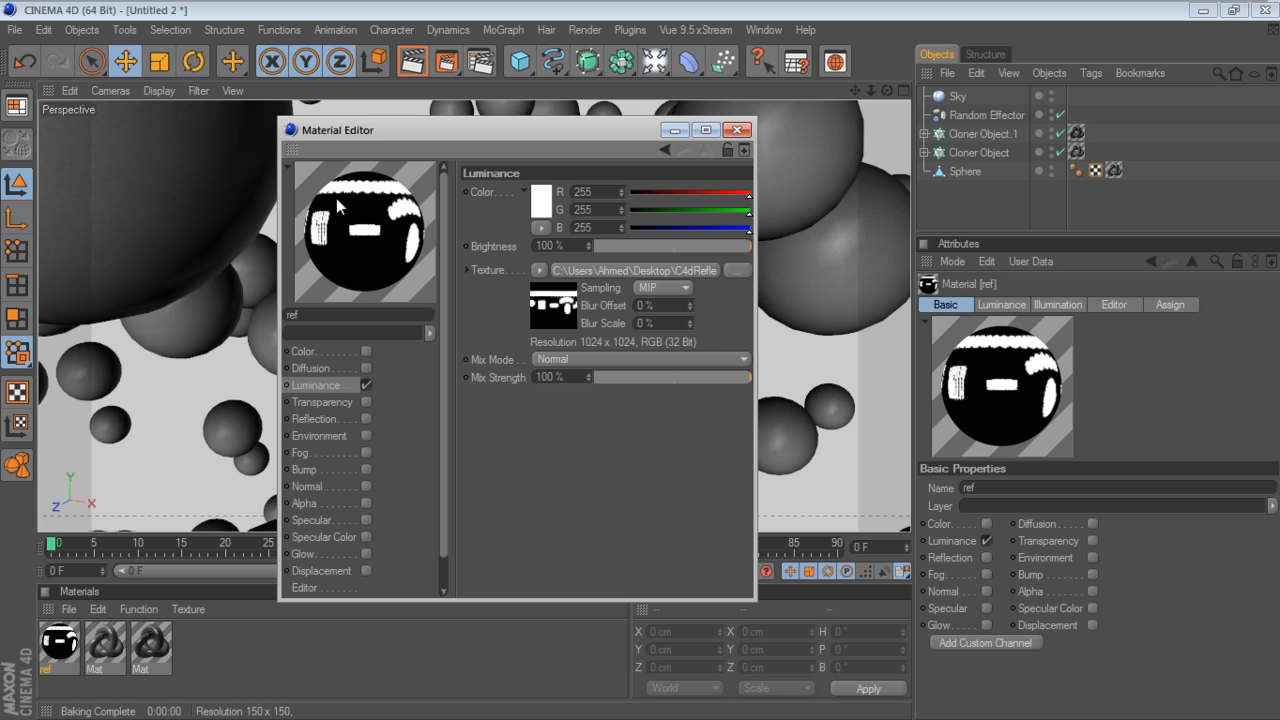 CINEMA 4D (64 Bit) - [Untitled 2 *]
File Edit Objects Tools Selection Structure Functions Animation Character Dynamics MoGraph Hair Render Plugins Vue 9.5 xStream Window Help
Edit Cameras Display Filter View
Perspective
Objects Structure
File Edit View Objects Tags Bookmarks
Sky
Random Effector
Cloner Object.1
Cloner Object
Sphere
Material Editor
ref
Color
Diffusion
Luminance
Transparency
Reflection
Environment
Fog
Bump
Normal
Alpha
Specular
Specular Color
Glow
Displacement
Editor
Luminance
Color R 255
G 255
B 255
Brightness 100 %
Texture C:\Users\Ahmed\Desktop\C4dRefle ...
Sampling MIP
Blur Offset 0 %
Blur Scale 0 %
Resolution 1024 x 1024, RGB (32 Bit)
Mix Mode Normal
Mix Strength 100 %
Attributes
Mode Edit User Data
Material [ref]
Basic Luminance Illumination Editor Assign
Basic Properties
Name ref
Layer
Color Diffusion
Luminance Transparency
Reflection Environment
Fog Bump
Normal Alpha
Specular Specular Color
Glow Displacement
Add Custom Channel
0 5 10 15 20 25 85 90 0 F
0 F 0 F
Materials
File Edit Function Texture
ref Mat Mat
-- -- --
X 0 cm X 0 cm H 0 °
Y 0 cm Y 0 cm P 0 °
Z 0 cm Z 0 cm B 0 °
World Scale Apply
MAXON
CINEMA 4D
Baking Complete 0:00:00 Resolution 150 x 150,
X Y Z